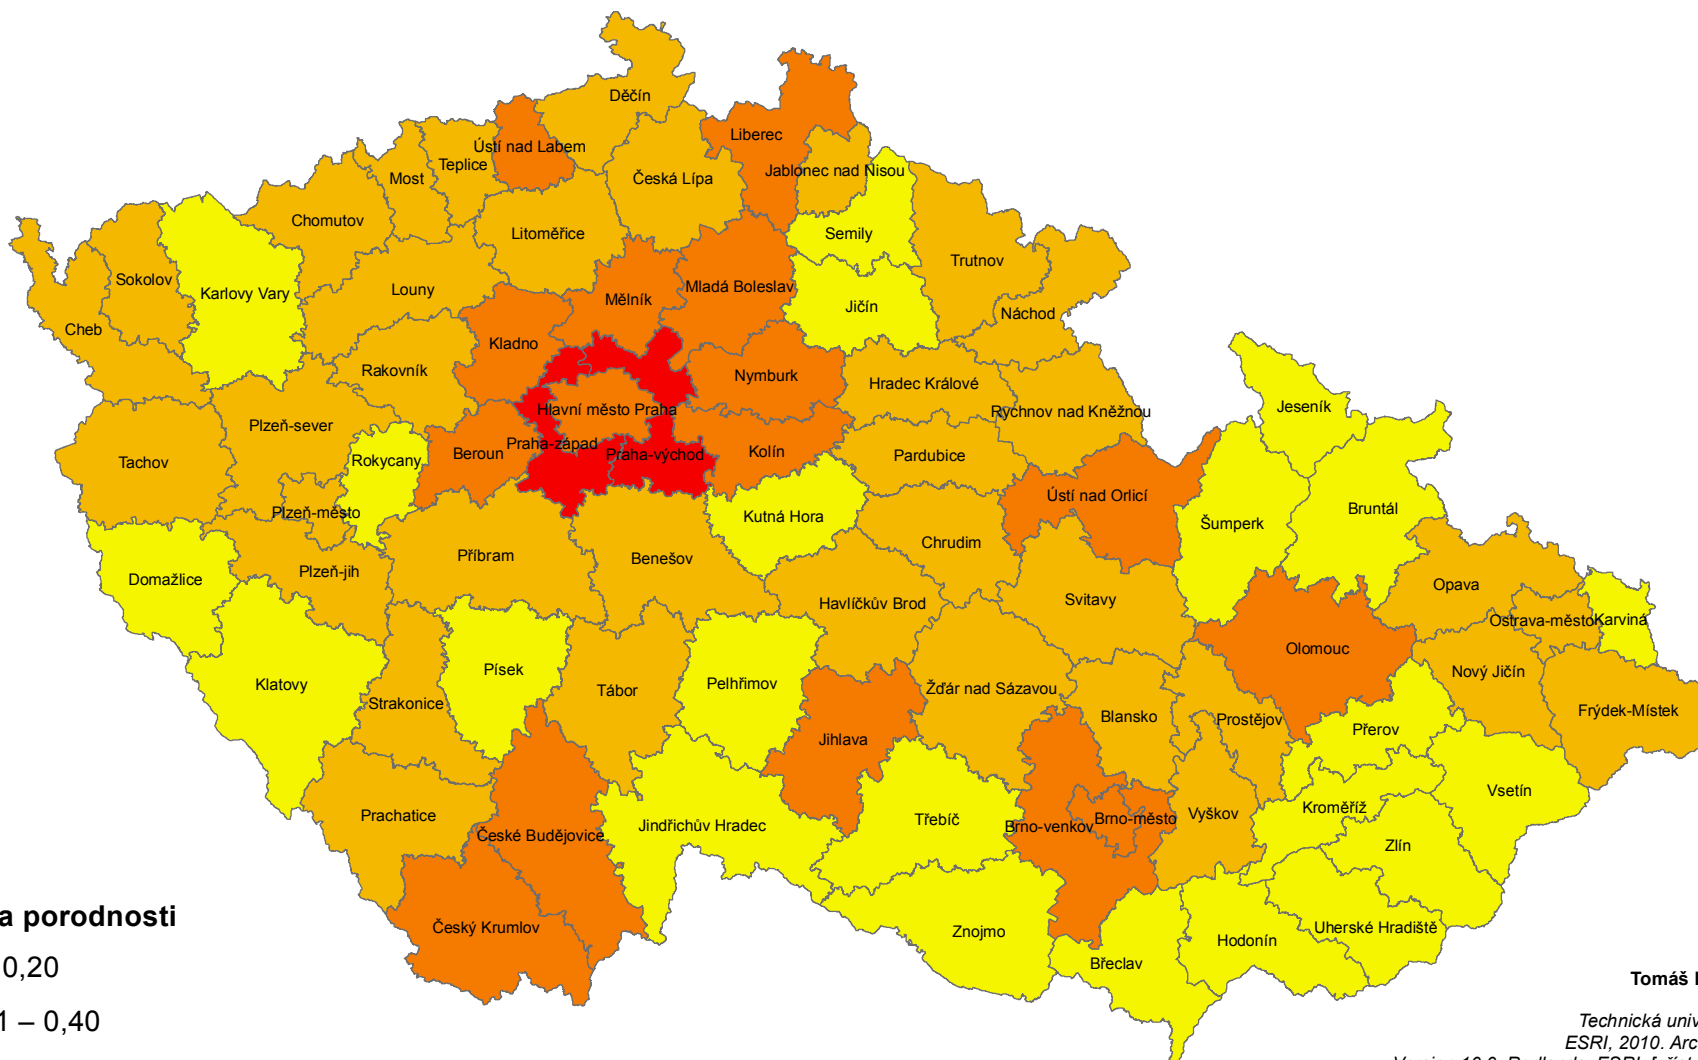 Děčín
Liberec
Ústí nad Labem
Teplice
Jablonec nad Nisou
Most
Česká Lípa
Chomutov
Litoměřice
Semily
Trutnov
Sokolov
Karlovy Vary
Louny
Mladá Boleslav
Mělník
Jičín
Náchod
Cheb
Kladno
Rakovník
Nymburk
Hradec Králové
Jeseník
Hlavní město Praha
Rychnov nad Kněžnou
Plzeň-sever
Praha-západ
Beroun
Praha-východ
Kolín
Pardubice
Rokycany
Tachov
Ústí nad Orlicí
Bruntál
Plzeň-město
Kutná Hora
Šumperk
Chrudim
Příbram
Benešov
Plzeň-jih
Domažlice
Opava
Havlíčkův Brod
Svitavy
Ostrava-město
Karviná
Olomouc
Písek
Nový Jičín
Klatovy
Pelhřimov
Tábor
Žďár nad Sázavou
Strakonice
Frýdek-Místek
Blansko
Prostějov
Přerov
Jihlava
Vsetín
Kroměříž
Prachatice
Vyškov
Třebíč
Brno-město
Brno-venkov
Jindřichův Hradec
České Budějovice
Zlín
Český Krumlov
Uherské Hradiště
Znojmo
Hodonín
Břeclav
a porodnosti
0,20
1 – 0,40
Tomáš
Technická univ
ESRI, 2010. Arc